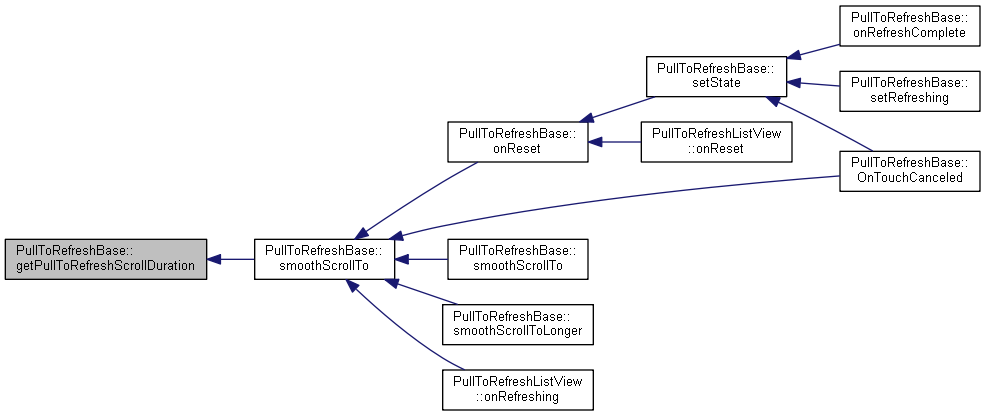 PullToRefreshBase::
getPullToRefreshScrollDuration
PullToRefreshBase::
smoothScrollTo
PullToRefreshBase::
onReset
PullToRefreshBase::
setState
PullToRefreshBase::
onRefreshComplete
PullToRefreshBase::
setRefreshing
PullToRefreshBase::
OnTouchCanceled
PullToRefreshListView
::onReset
PullToRefreshBase::
smoothScrollTo
PullToRefreshBase::
smoothScrollToLonger
PullToRefreshListView
::onRefreshing